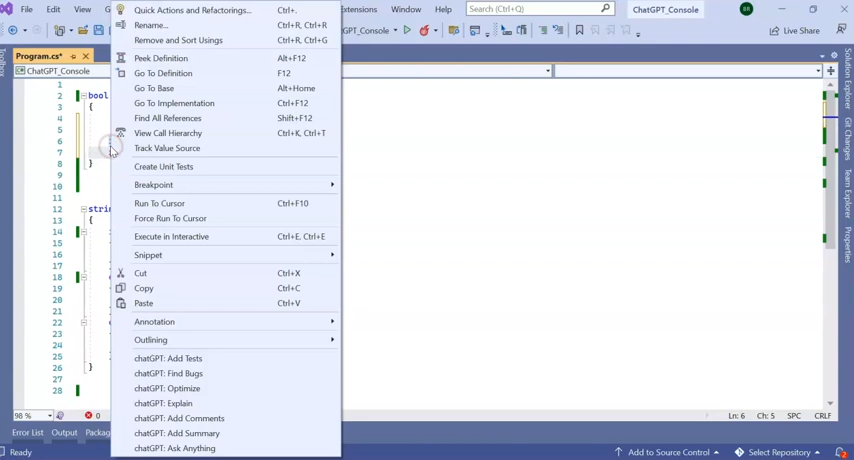 File Edit View Extensions Window Help Search (Ctrl+Q) ChatGPT_Console BR
ChatGPT_Console Live Share
Program.cs*
ChatGPT_Console
1
2 bool
3 {
4
5
6
7
8 }
9
10
11
12 strin
13 {
14
15
16
17
18
19
20
21
22
23
24
25
26 }
27
28
Quick Actions and Refactorings... Ctrl+.
Rename... Ctrl+R, Ctrl+R
Remove and Sort Usings Ctrl+R, Ctrl+G
Peek Definition Alt+F12
Go To Definition F12
Go To Base Alt+Home
Go To Implementation Ctrl+F12
Find All References Shift+F12
View Call Hierarchy Ctrl+K, Ctrl+T
Track Value Source
Create Unit Tests
Breakpoint
Run To Cursor Ctrl+F10
Force Run To Cursor
Execute in Interactive Ctrl+E, Ctrl+E
Snippet
Cut Ctrl+X
Copy Ctrl+C
Paste Ctrl+V
Annotation
Outlining
chatGPT: Add Tests
chatGPT: Find Bugs
chatGPT: Optimize
chatGPT: Explain
chatGPT: Add Comments
chatGPT: Add Summary
chatGPT: Ask Anything
Solution Explorer
Git Changes
Team Explorer
Properties
98 % 0 Ln: 6 Ch: 5 SPC CRLF
Error List Output Packag
Ready Add to Source Control Select Repository 2